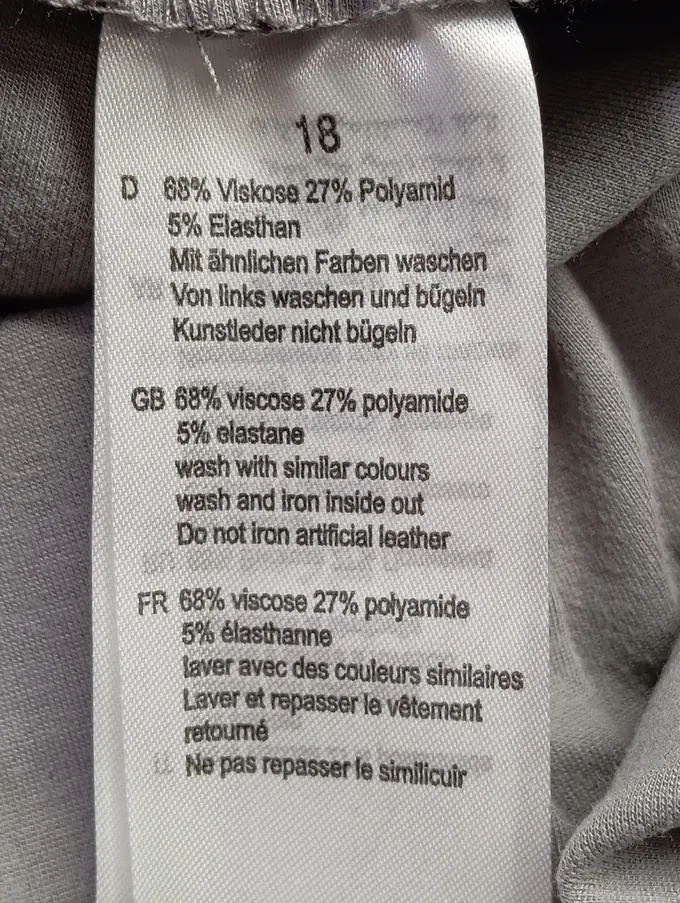 18
D 68% Viskose 27% Polyamid
5% Elasthan
Mit ähnlichen Farben waschen
Von links waschen und bügeln
Kunstleder nicht bügeln
GB 68% viscose 27% polyamide
5% elastane
wash with similar colours
wash and iron inside out
Do not iron artificial leather
FR 68% viscose 27% polyamide
5% élasthanne
laver avec des couleurs similaires
Laver et repasser le vêtement
retourné
Ne pas repasser le similicuir